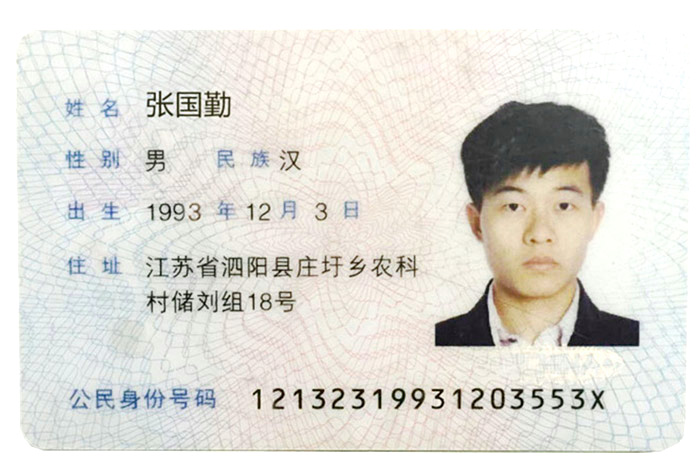 姓名 张国勤
性别 男 民族 汉
出生 1993 年 12 月 3 日
住址 江苏省泗阳县庄圩乡农科
村储刘组18号
公民身份号码 12132319931203553X